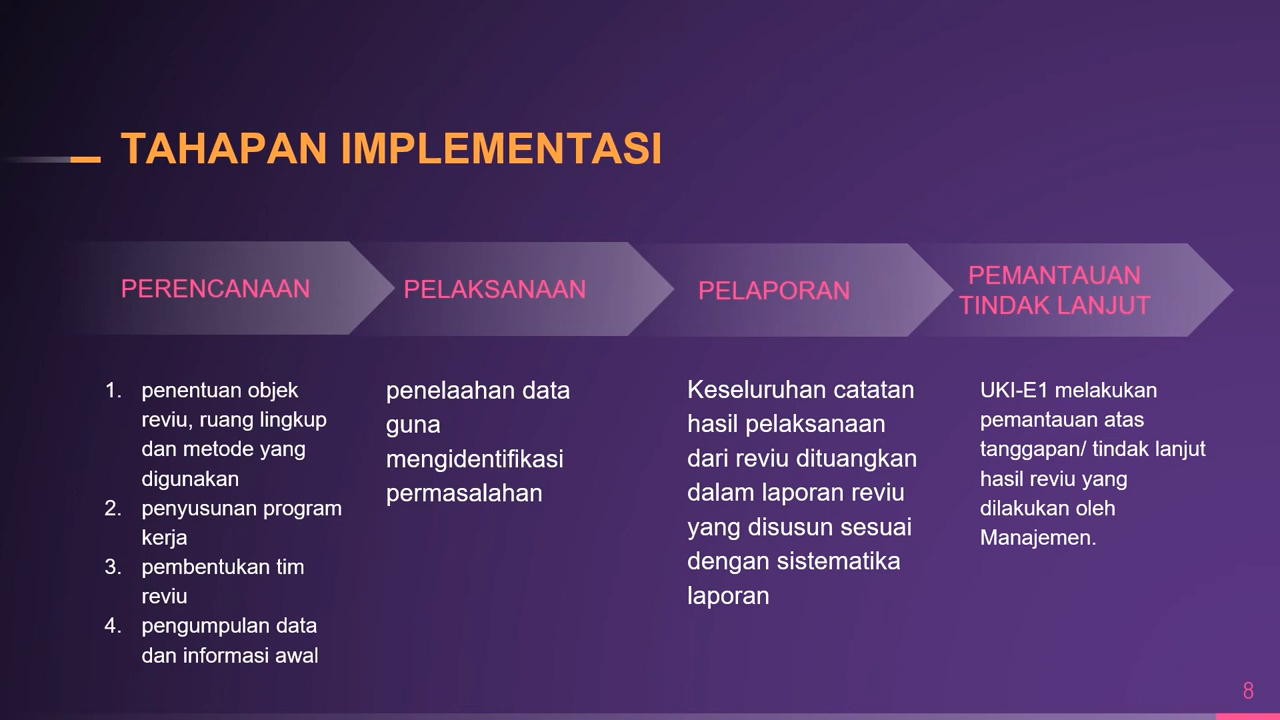 TAHAPAN IMPLEMENTASI
PERENCANAAN
PELAKSANAAN
PELAPORAN
PEMANTAUAN
TINDAK LANJUT
1. penentuan objek
reviu, ruang lingkup
dan metode yang
digunakan
2. penyusunan program
kerja
3. pembentukan tim
reviu
4. pengumpulan data
dan informasi awal
penelaahan data
guna
mengidentifikasi
permasalahan
Keseluruhan catatan
hasil pelaksanaan
dari reviu dituangkan
dalam laporan reviu
yang disusun sesuai
dengan sistematika
laporan
UKI-E1 melakukan
pemantauan atas
tanggapan/ tindak lanjut
hasil reviu yang
dilakukan oleh
Manajemen.
8